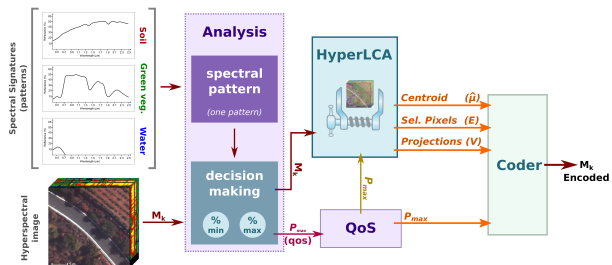 Spectral Signatures
(patterns)
Soil
Green veg.
Water
Hyperspectral
image
M_k
Analysis
spectral
pattern
(one pattern)
decision
making
%
min
%
max
M_k
P_max
(qos)
HyperLCA
P_max
QoS
Centroid (μ̂)
Sel. Pixels (E)
Projections (V)
P_max
Coder
M_k
Encoded